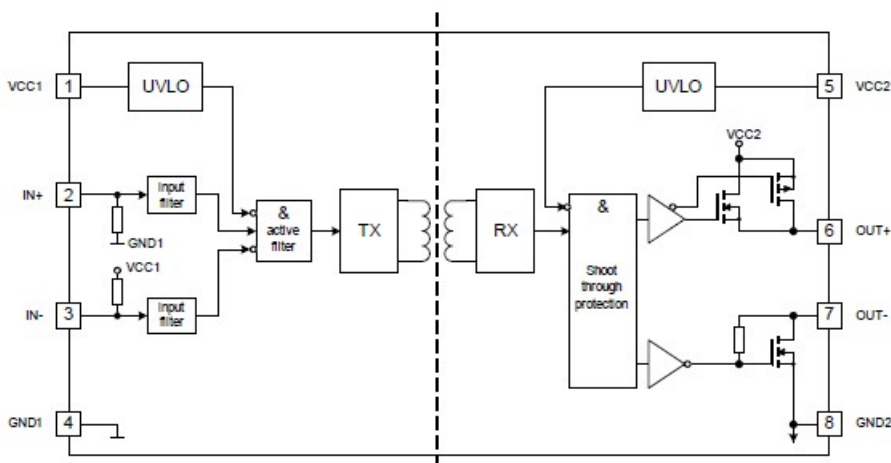 VCC1
1
UVLO
UVLO
5
VCC2
VCC2
IN+
2
Input
filter
GND1
&
active
filter
TX
RX
&
Shoot
through
protection
6
OUT+
VCC1
IN-
3
Input
filter
7
OUT-
GND1
4
8
GND2